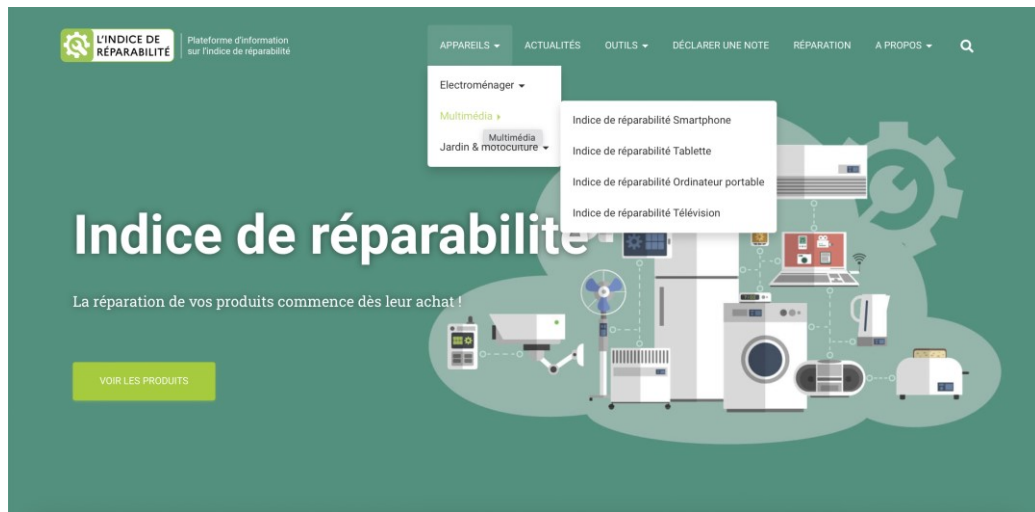 L'INDICE DE
RÉPARABILITÉ
Plateforme d'information
sur l'indice de réparabilité
APPAREILS
ACTUALITÉS
OUTILS
DÉCLARER UNE NOTE
RÉPARATION
A PROPOS
Electroménager
Multimédia
Multimédia
Jardin & motoculture
Indice de réparabilité Smartphone
Indice de réparabilité Tablette
Indice de réparabilité Ordinateur portable
Indice de réparabilité Télévision
Indice de réparabilité
La réparation de vos produits commence dès leur achat !
VOIR LES PRODUITS